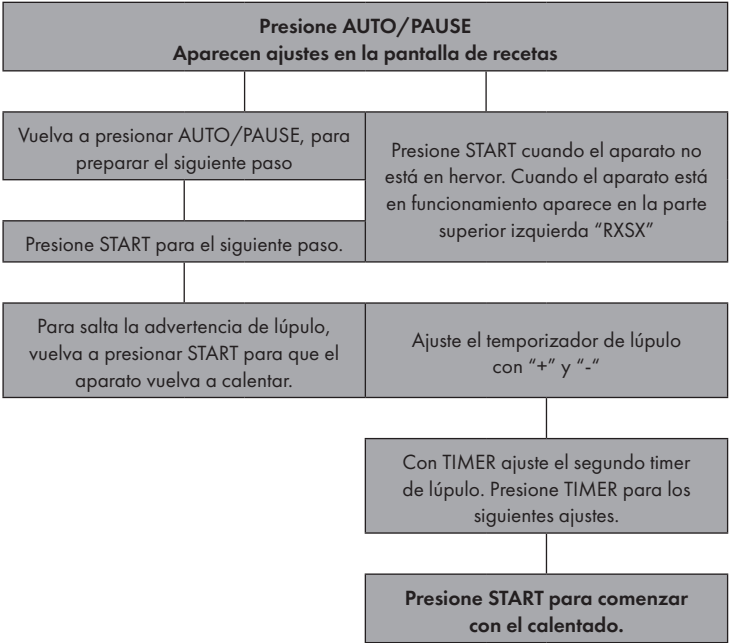 Presione AUTO/PAUSE
Aparecen ajustes en la pantalla de recetas
Vuelva a presionar AUTO/PAUSE, para
preparar el siguiente paso
Presione START cuando el aparato no
está en hervor. Cuando el aparato está
en funcionamiento aparece en la parte
superior izquierda “RXSX”
Presione START para el siguiente paso.
Para salta la advertencia de lúpulo,
vuelva a presionar START para que el
aparato vuelva a calentar.
Ajuste el temporizador de lúpulo
con “+” y “-“
Con TIMER ajuste el segundo timer
de lúpulo. Presione TIMER para los
siguientes ajustes.
Presione START para comenzar
con el calentado.